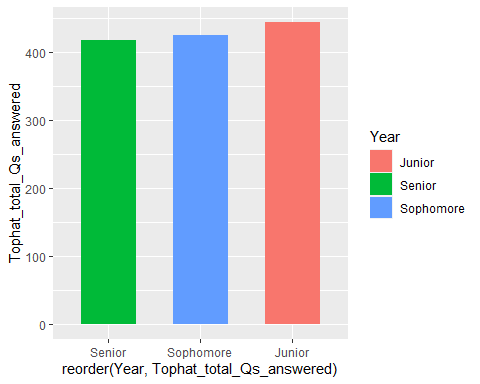 Tophat_total_Qs_answered
400
300
200
100
0
Senior Sophomore Junior
reorder(Year, Tophat_total_Qs_answered)
Year
Junior
Senior
Sophomore